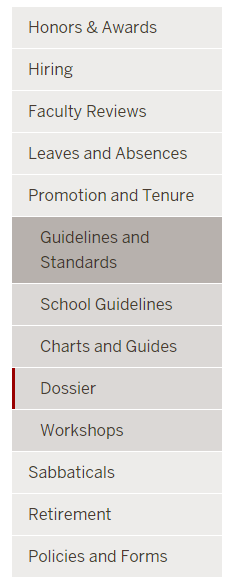 Honors & Awards
Hiring
Faculty Reviews
Leaves and Absences
Promotion and Tenure
Guidelines and
Standards
School Guidelines
Charts and Guides
Dossier
Workshops
Sabbaticals
Retirement
Policies and Forms